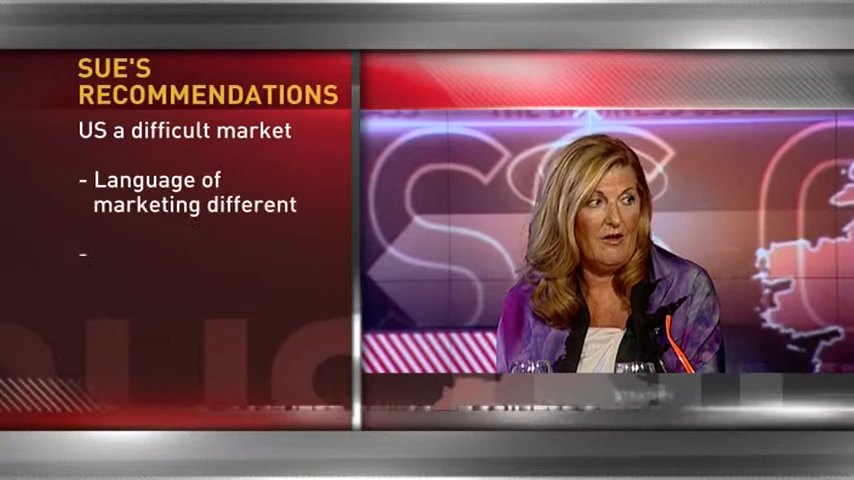 SUE'S
RECOMMENDATIONS
US a difficult market
- Language of
marketing different
-